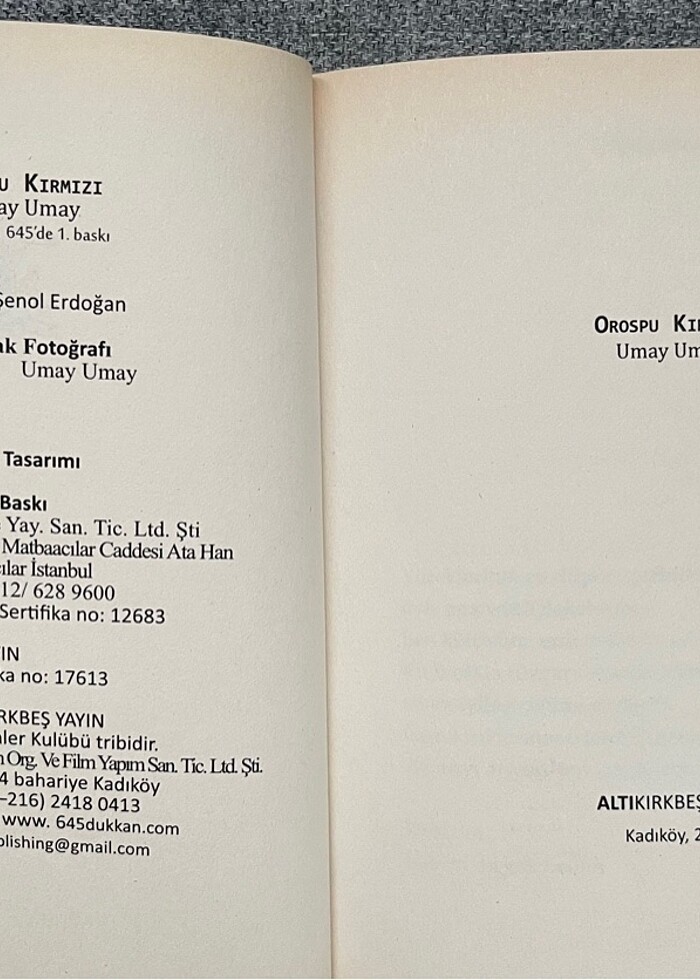 U KIRMIZI
ay Umay
645'de 1. baskı
Şenol Erdoğan
ak Fotoğrafı
Umay Umay
Tasarımı
Baskı
Yay. San. Tic. Ltd. Şti
Matbaacılar Caddesi Ata Han
ılar İstanbul
12/ 628 9600
Sertifika no: 12683
IN
ka no: 17613
RKBEŞ YAYIN
ler Kulübü tribidir.
Org. Ve Film Yapım San. Tic. Ltd. Şti.
4 bahariye Kadıköy
–216) 2418 0413
www. 645dukkan.com
blishing@gmail.com
OROSPU KI
Umay Um
ALTIKIRKBEŞ
Kadıköy, 2